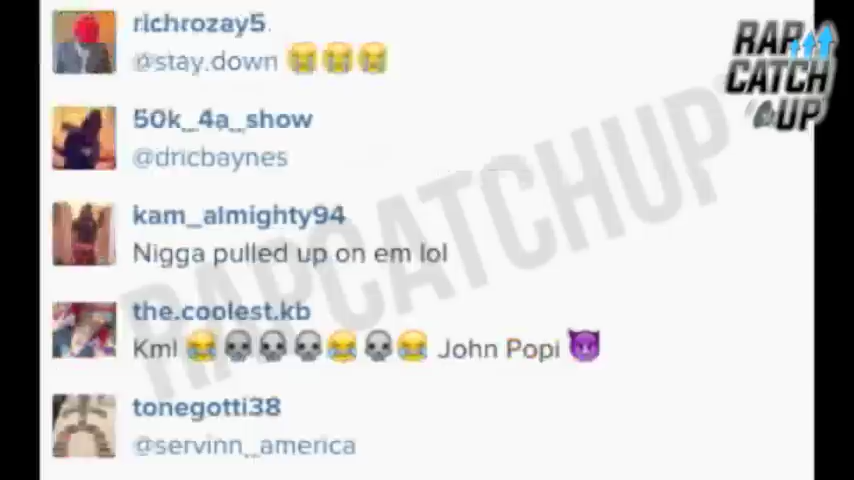 richrozay5.
@stay.down 😂😂😂
50k_4a_show
@dricbaynes
kam_almighty94
Nigga pulled up on em lol
the.coolest.kb
Kml 😂💀💀💀😂💀😂 John Popi 😈
tonegotti38
@servinn_america
RAP
CATCH
UP
RAPCATCHUP